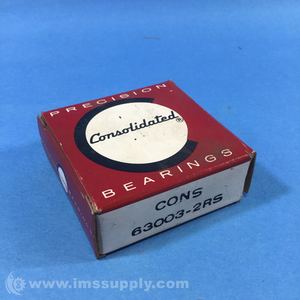 PRECISION
Consolidated®
BEARINGS
CONS
63003-2RS
© www.imssupply.com